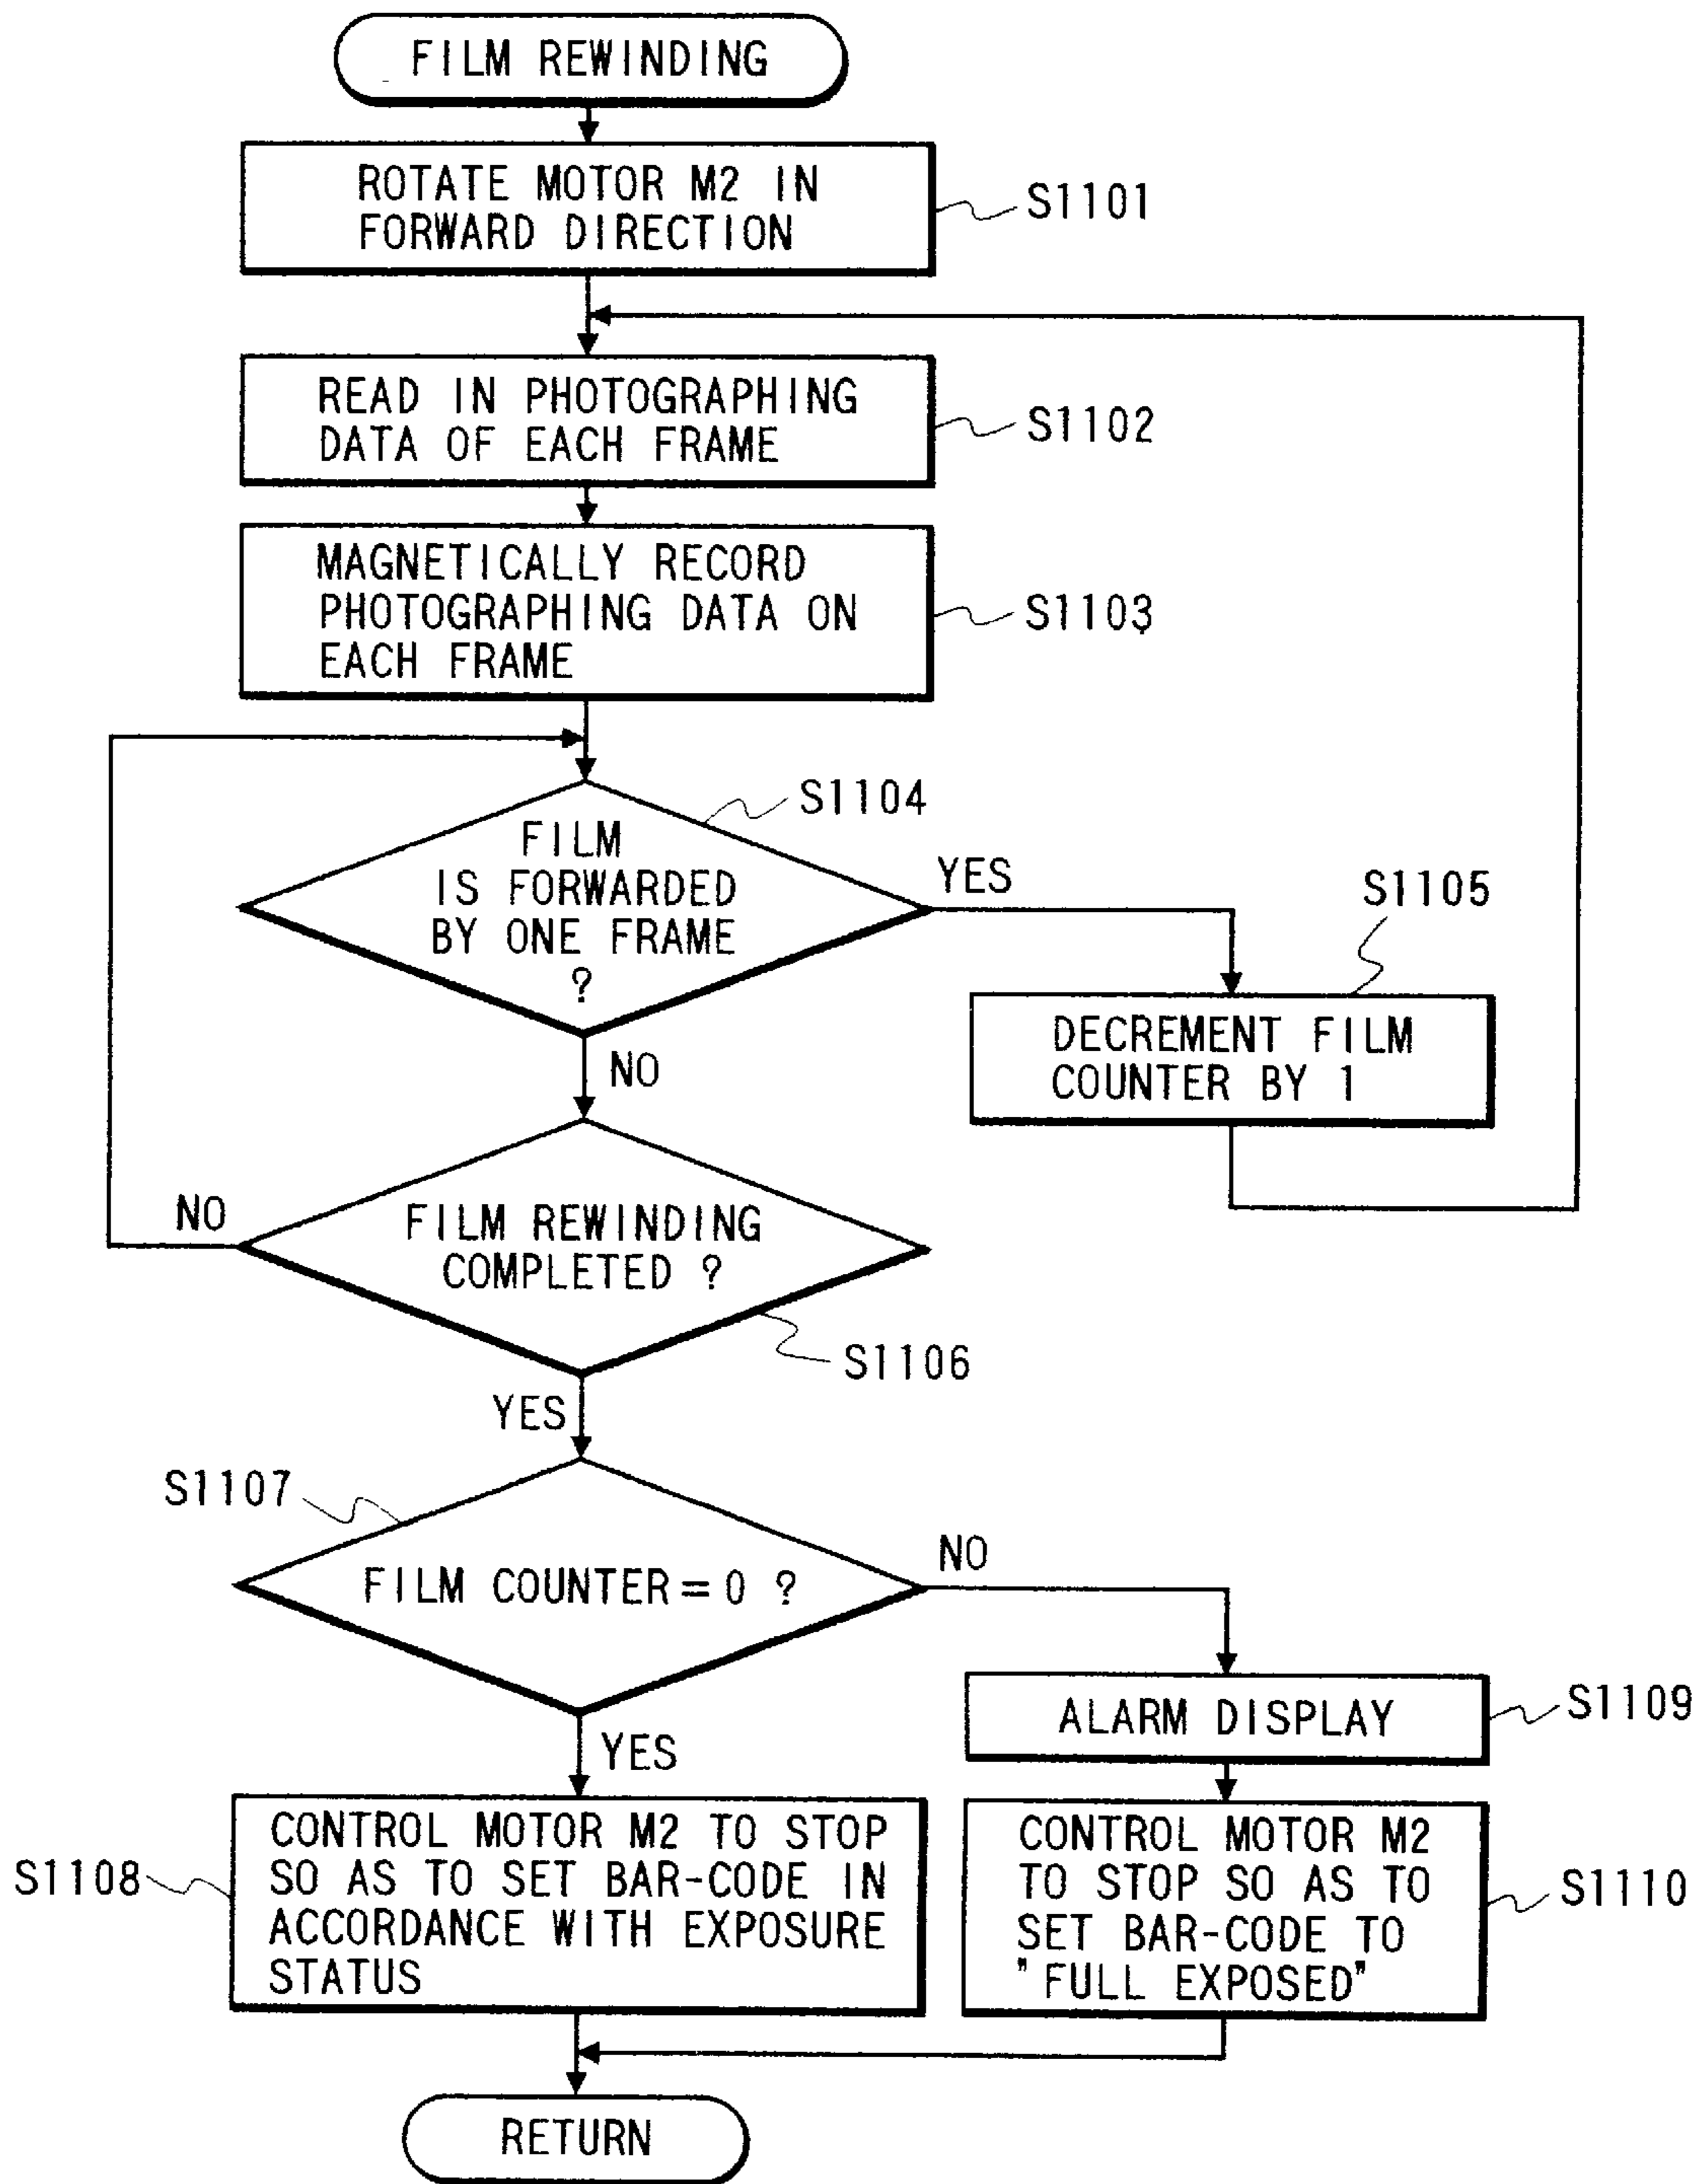 FILM REWINDING
ROTATE MOTOR M2 IN
FORWARD DIRECTION
S1101
READ IN PHOTOGRAPHING
DATA OF EACH FRAME
S1102
MAGNETICALLY RECORD
PHOTOGRAPHING DATA ON
EACH FRAME
S1103
S1104
FILM
IS FORWARDED
BY ONE FRAME
?
YES
NO
S1105
DECREMENT FILM
COUNTER BY 1
FILM REWINDING
COMPLETED ?
NO
S1106
YES
S1107
FILM COUNTER = 0 ?
NO
YES
ALARM DISPLAY
S1109
CONTROL MOTOR M2 TO STOP
SO AS TO SET BAR-CODE IN
ACCORDANCE WITH EXPOSURE
STATUS
S1108
CONTROL MOTOR M2
TO STOP SO AS TO
SET BAR-CODE TO
"FULL EXPOSED"
S1110
RETURN